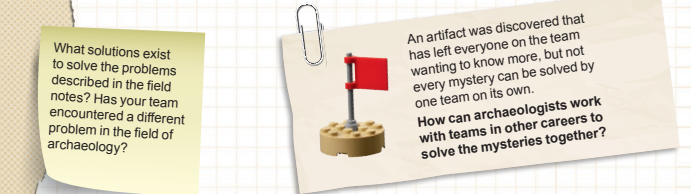 What solutions exist
to solve the problems
described in the field
notes? Has your team
encountered a different
problem in the field of
archaeology?
An artifact was discovered that
has left everyone on the team
wanting to know more, but not
every mystery can be solved by
one team on its own.
How can archaeologists work
with teams in other careers to
solve the mysteries together?